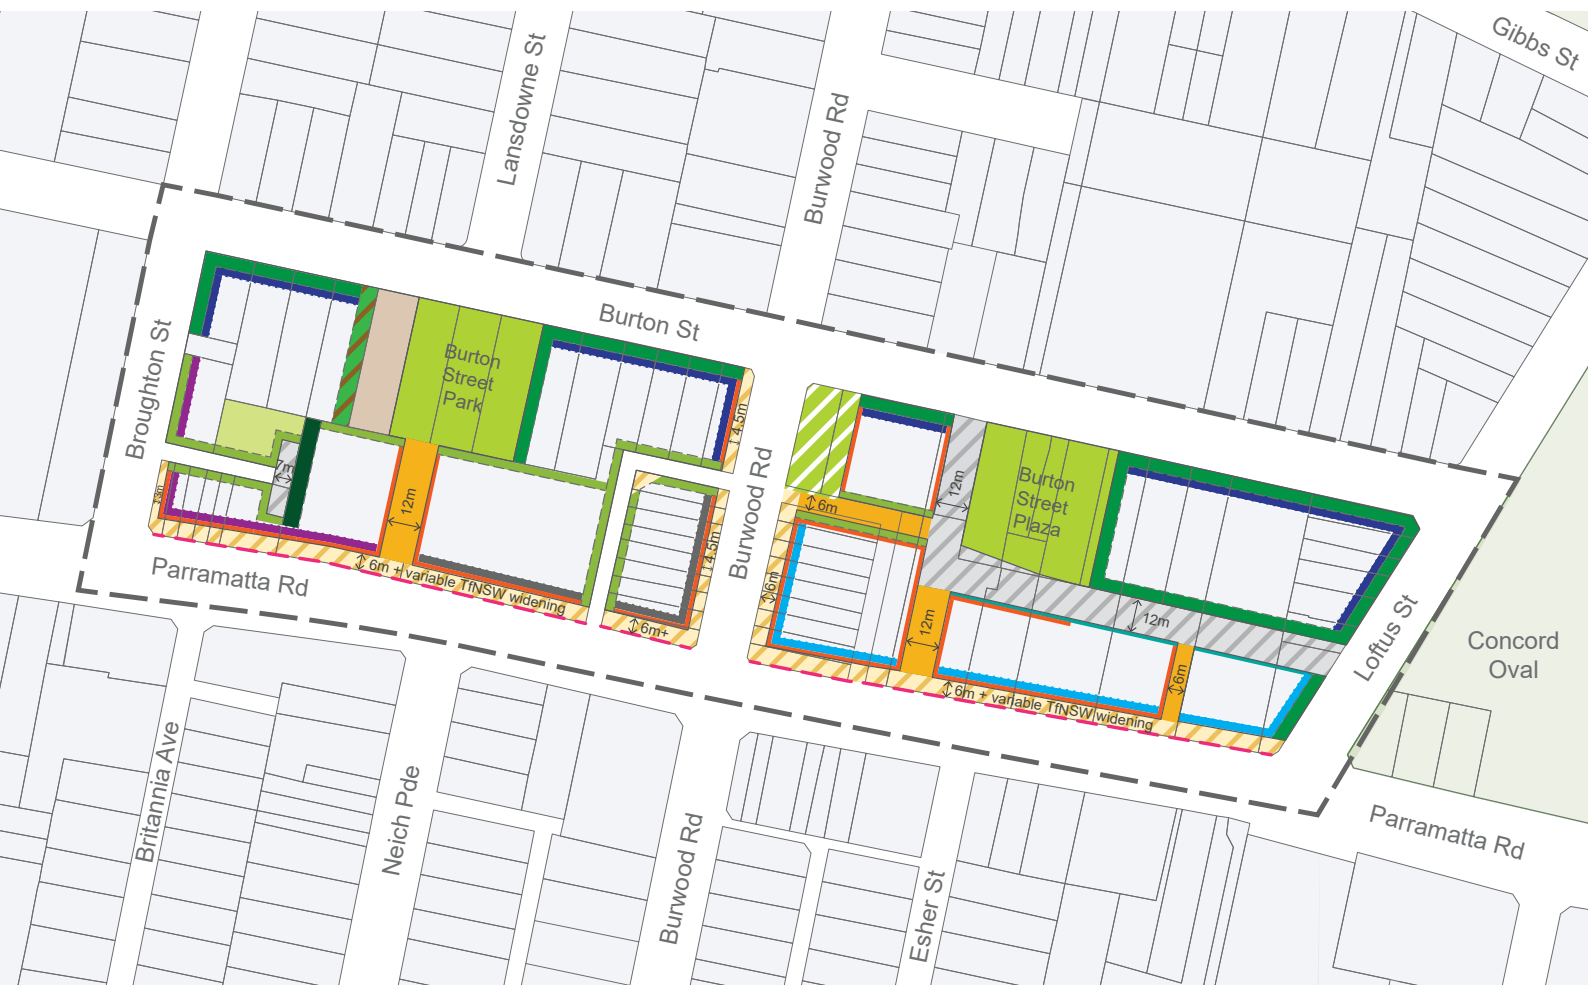 Gibbs St
Lansdowne St
Burwood Rd
Burton St
Broughton St
Burton
Street
Park
4.5m
Burwood Rd
7m
3m
12m
4.5m
6m
12m
Burton
Street
Plaza
6m
12m
12m
6m
Parramatta Rd
6m + variable TfNSW widening
6m+
6m + variable TfNSW widening
Loftus St
Concord
Oval
Britannia Ave
Neich Pde
Burwood Rd
Esher St
Parramatta Rd